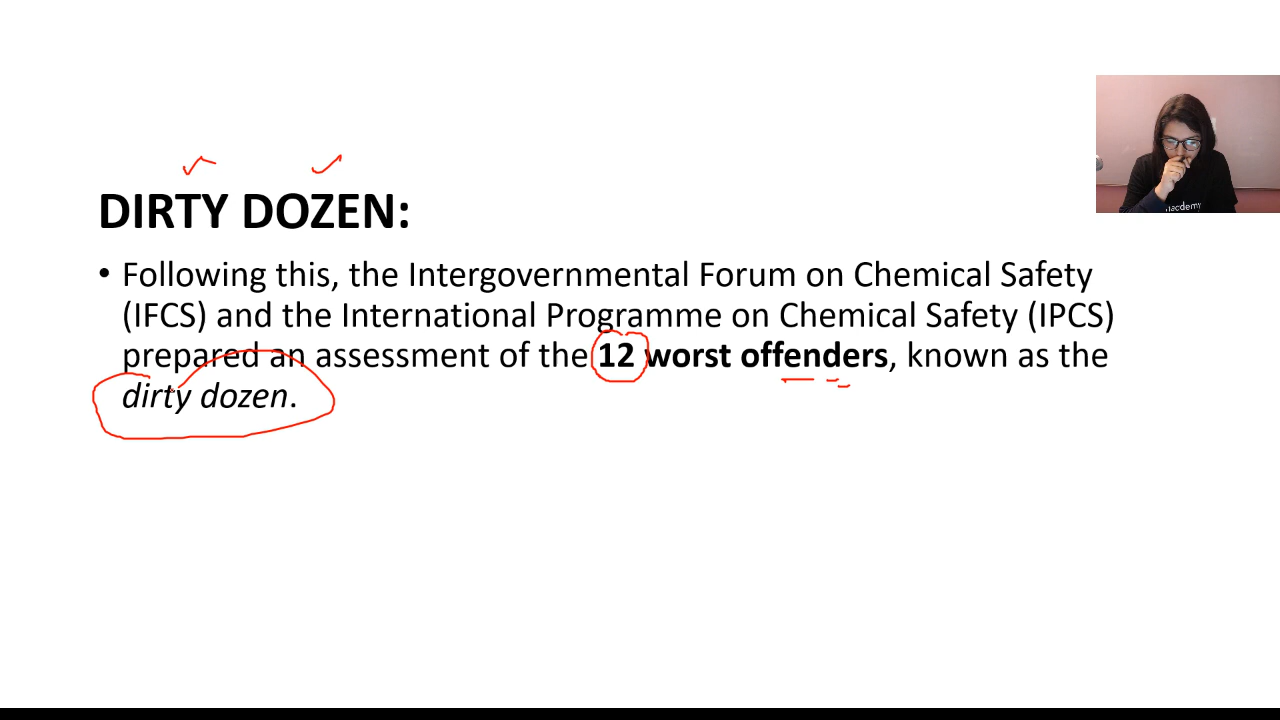 DIRTY DOZEN:
• Following this, the Intergovernmental Forum on Chemical Safety
(IFCS) and the International Programme on Chemical Safety (IPCS)
prepared an assessment of the 12 worst offenders, known as the
dirty dozen.